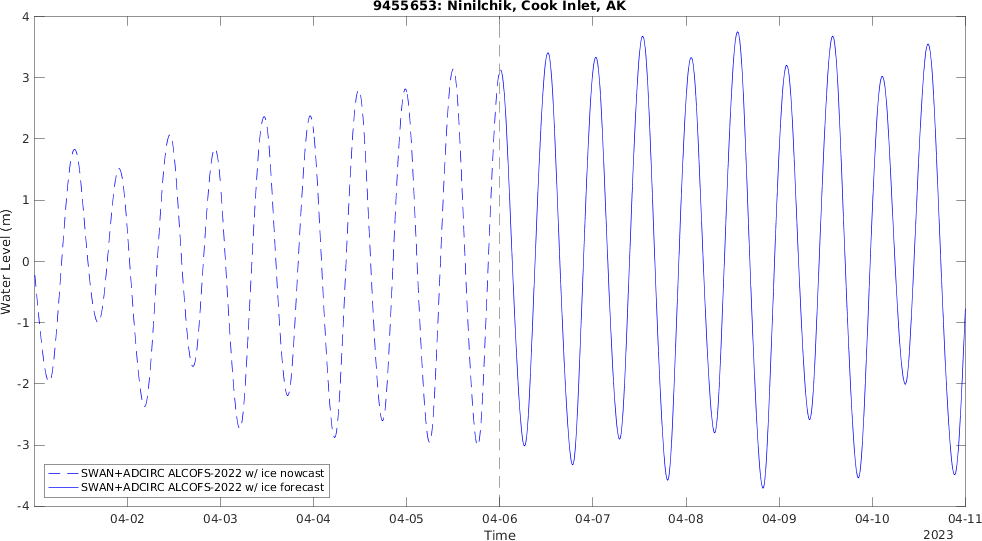 9455653: Ninilchik, Cook Inlet, AK
4
3
2
1
0
-1
-2
-3
-4
Water Level (m)
SWAN+ADCIRC ALCOFS-2022 w/ ice nowcast
SWAN+ADCIRC ALCOFS-2022 w/ ice forecast
04-02 04-03 04-04 04-05 04-06 04-07 04-08 04-09 04-10 04-11
Time
2023